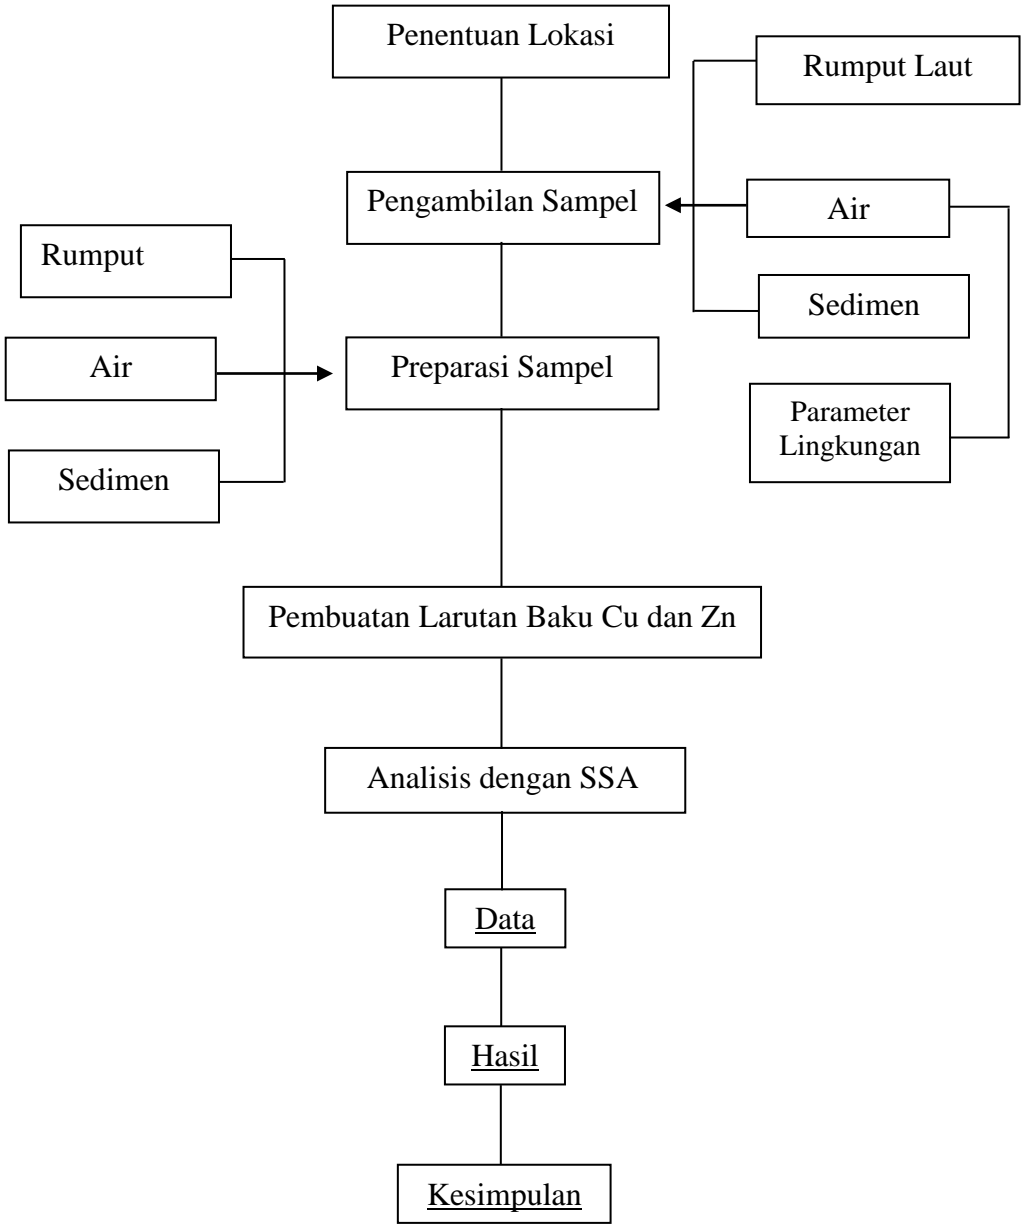 Penentuan Lokasi
Rumput Laut
Pengambilan Sampel
Air
Rumput
Sedimen
Air
Preparasi Sampel
Parameter
Lingkungan
Sedimen
Pembuatan Larutan Baku Cu dan Zn
Analisis dengan SSA
Data
Hasil
Kesimpulan